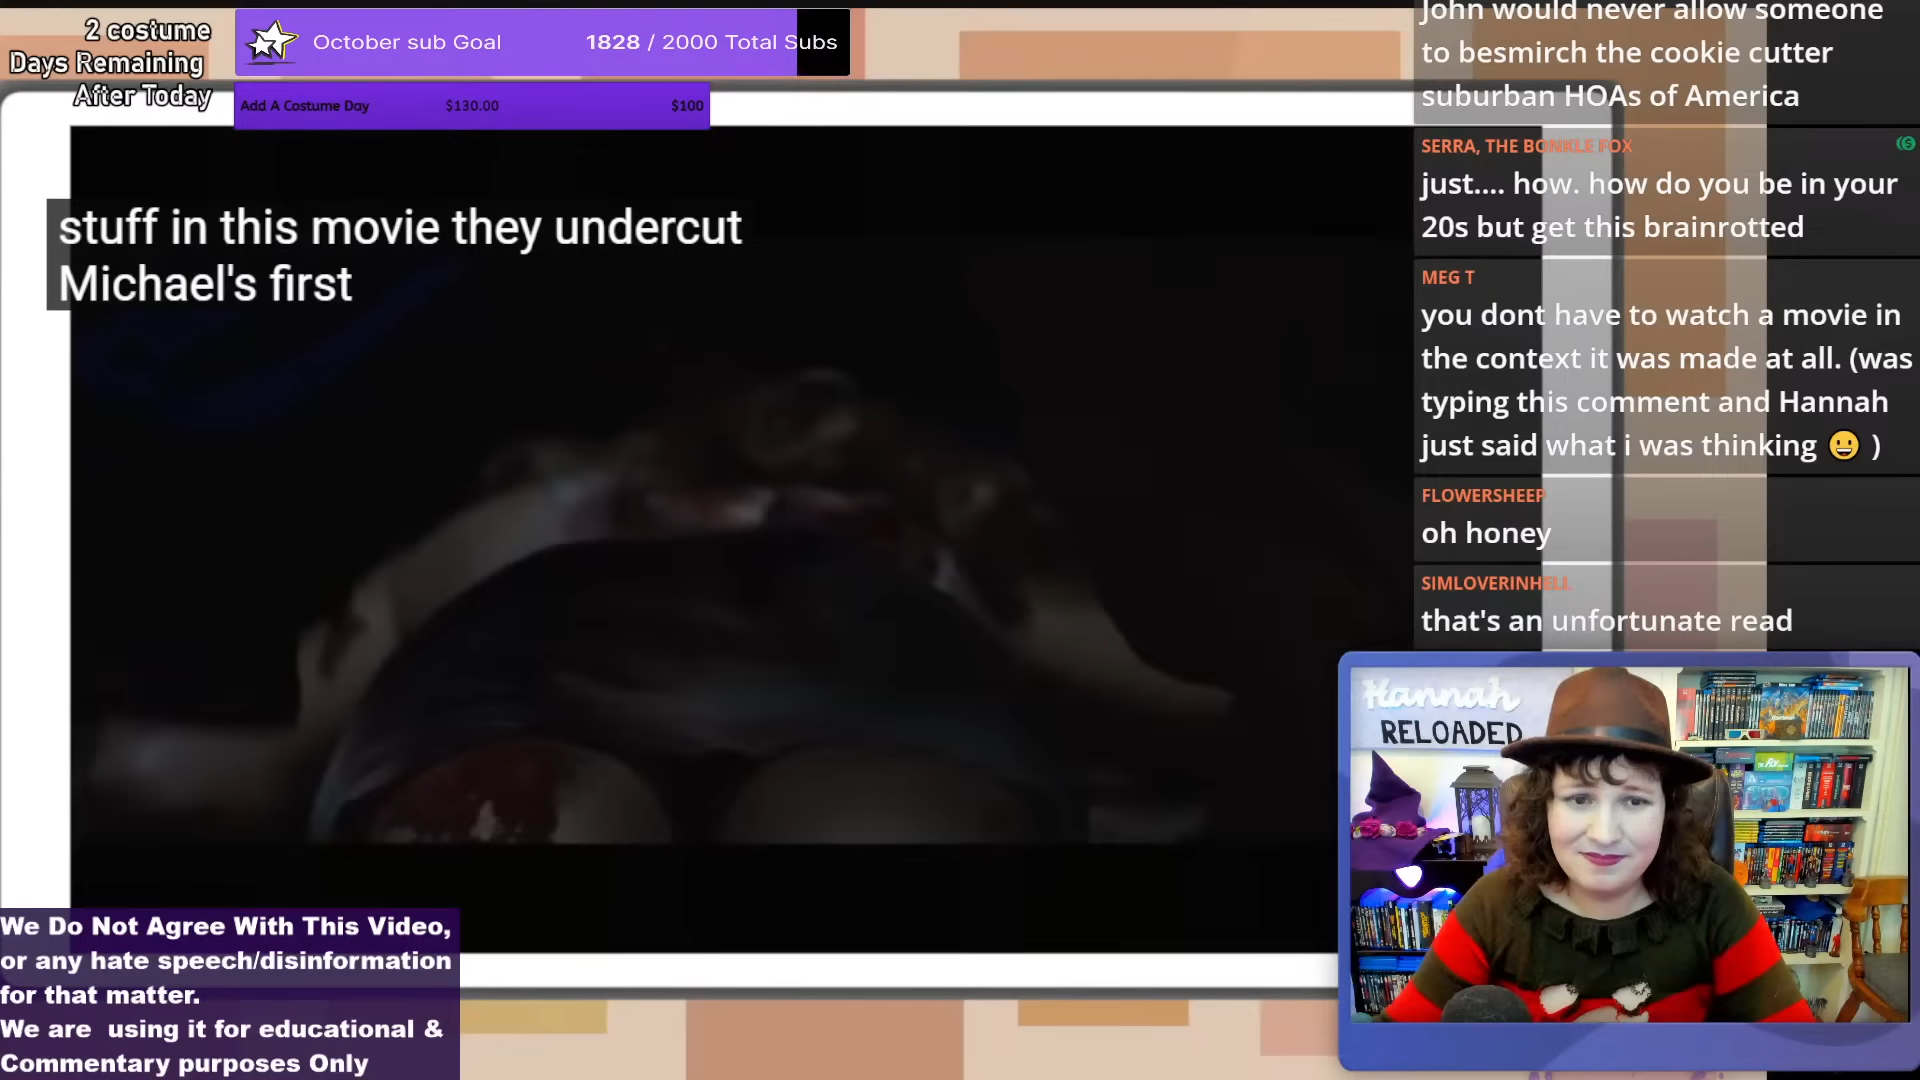 2 costume
Days Remaining
After Today
October sub Goal 1828 / 2000 Total Subs
Add A Costume Day $130.00 $100
stuff in this movie they undercut
Michael's first
John would never allow someone
to besmirch the cookie cutter
suburban HOAs of America
SERRA, THE BONKLE FOX
just.... how. how do you be in your
20s but get this brainrotted
MEG T
you dont have to watch a movie in
the context it was made at all. (was
typing this comment and Hannah
just said what i was thinking 😀 )
FLOWERSHEEP
oh honey
SIMLOVERINHELL
that's an unfortunate read
Hannah
RELOADED
We Do Not Agree With This Video,
or any hate speech/disinformation
for that matter.
We are using it for educational &
Commentary purposes Only